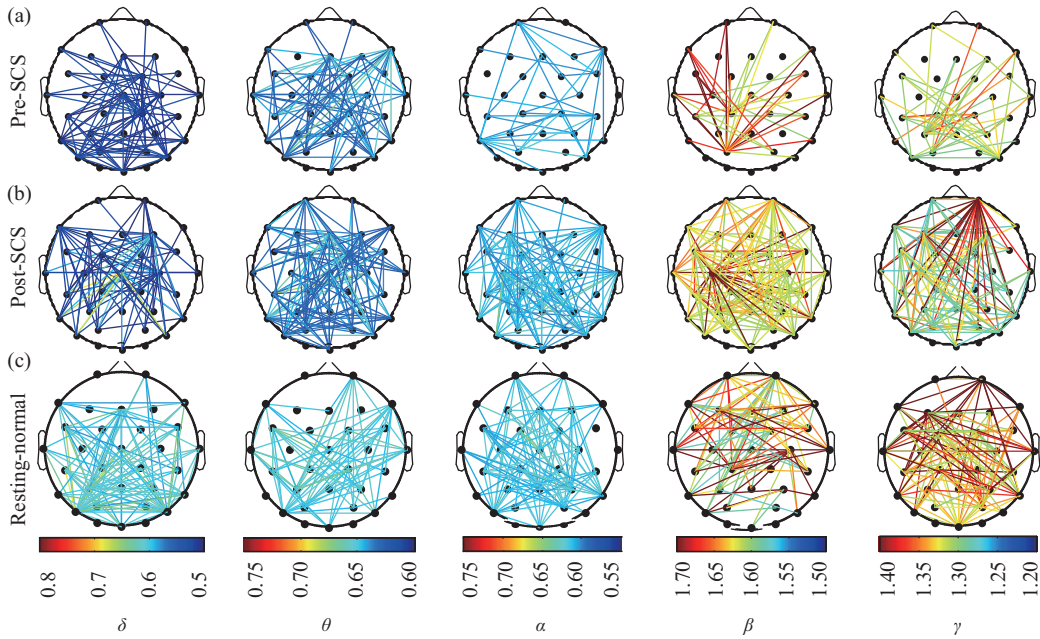 (a)
Pre-SCS
(b)
Post-SCS
(c)
Resting-normal
0.8 0.7 0.6 0.5
0.75 0.70 0.65 0.60
0.75 0.70 0.65 0.60 0.55
1.70 1.65 1.60 1.55 1.50
1.40 1.35 1.30 1.25 1.20
δ θ α β γ